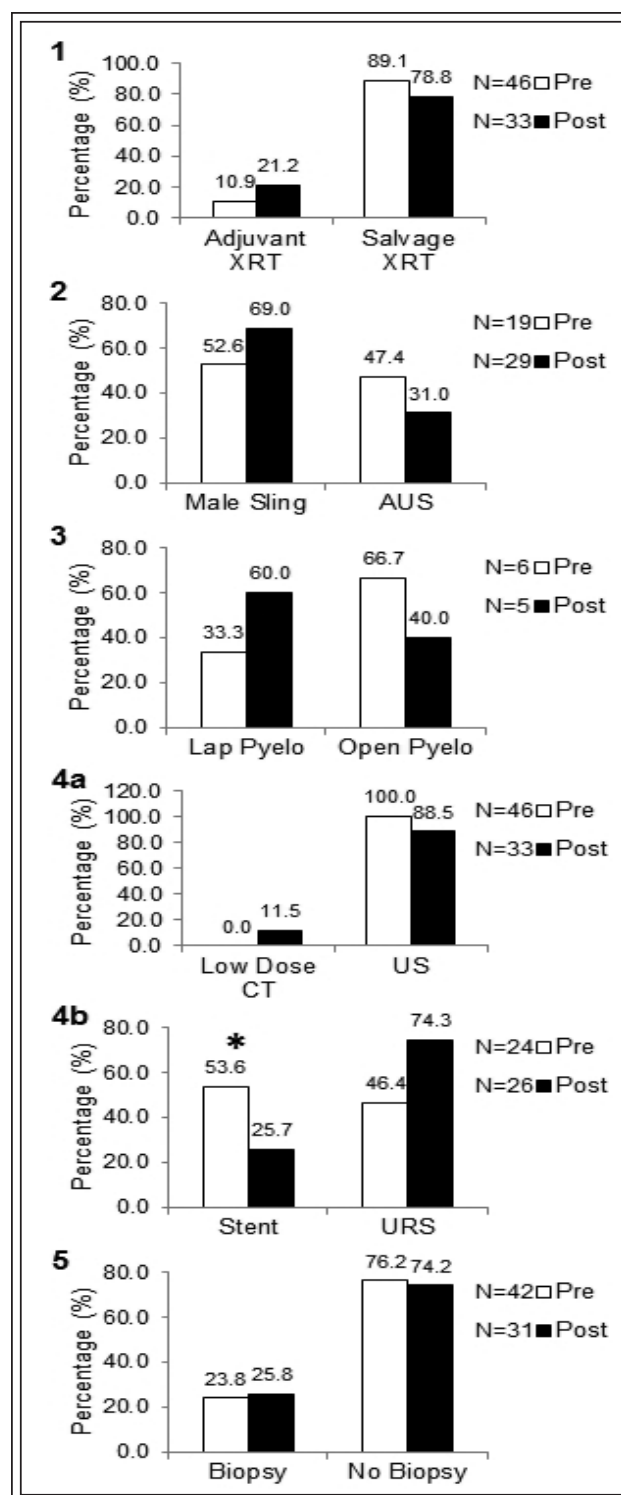 1
Percentage (%)
100.0
80.0
60.0
40.0
20.0
0.0
10.9
21.2
89.1
78.8
Adjuvant
XRT
Salvage
XRT
N=46 Pre
N=33 Post
2
Percentage (%)
80.0
60.0
40.0
20.0
0.0
52.6
69.0
47.4
31.0
Male Sling
AUS
N=19 Pre
N=29 Post
3
Percentage (%)
80.0
60.0
40.0
20.0
0.0
33.3
60.0
66.7
40.0
Lap Pyelo
Open Pyelo
N=6 Pre
N=5 Post
4a
Percentage (%)
120.0
100.0
80.0
60.0
40.0
20.0
0.0
0.0
11.5
100.0
88.5
Low Dose
CT
US
N=46 Pre
N=33 Post
4b
Percentage (%)
80.0
60.0
40.0
20.0
0.0
*
53.6
25.7
46.4
74.3
Stent
URS
N=24 Pre
N=26 Post
5
Percentage (%)
80.0
60.0
40.0
20.0
0.0
23.8
25.8
76.2
74.2
Biopsy
No Biopsy
N=42 Pre
N=31 Post